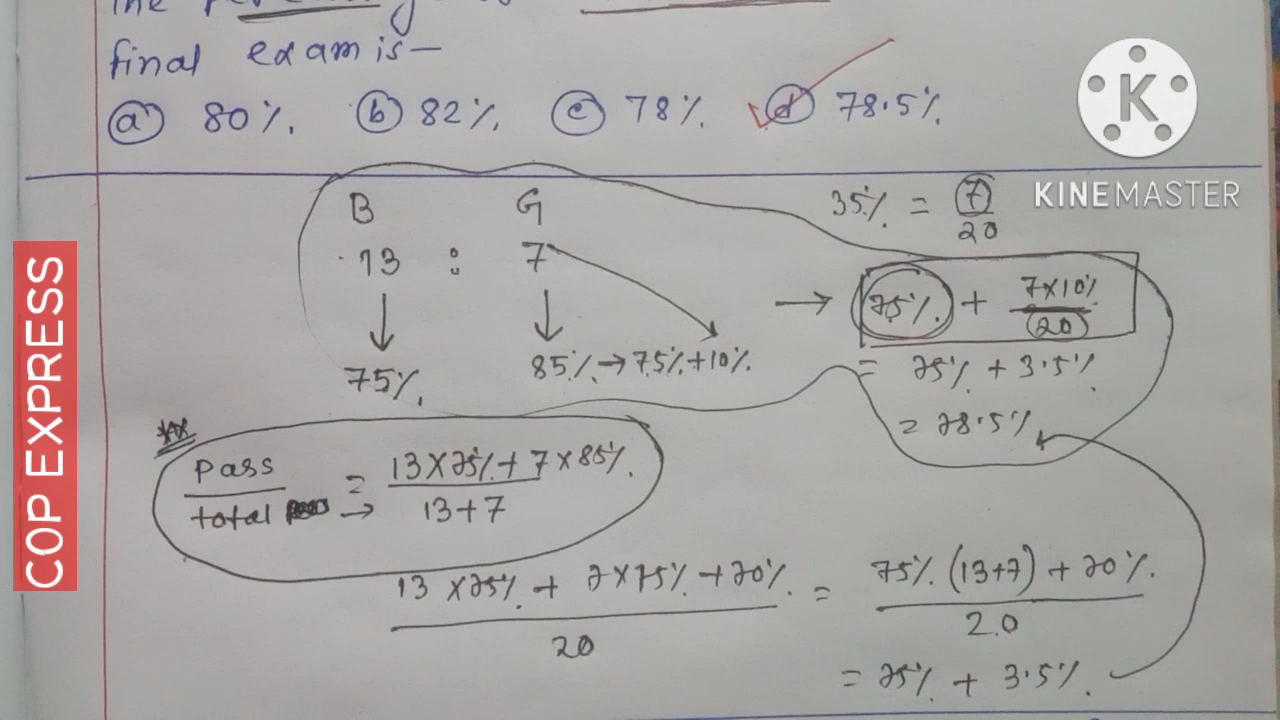 final exam is—
(a) 80%. (b) 82%. (c) 78%. (d) 78.5%.
K
KINEMASTER
COP EXPRESS
B G
13 : 7
75% 85% → 75%+10%
35% = 7/20
→ 75% + 7×10%/20
= 75% + 3.5%
= 78.5%
Pass/total → = 13×75% + 7×85%/13+7
13×75% + 7×75% + 70%/20 = 75% (13+7) + 70%/20
= 75% + 3.5%